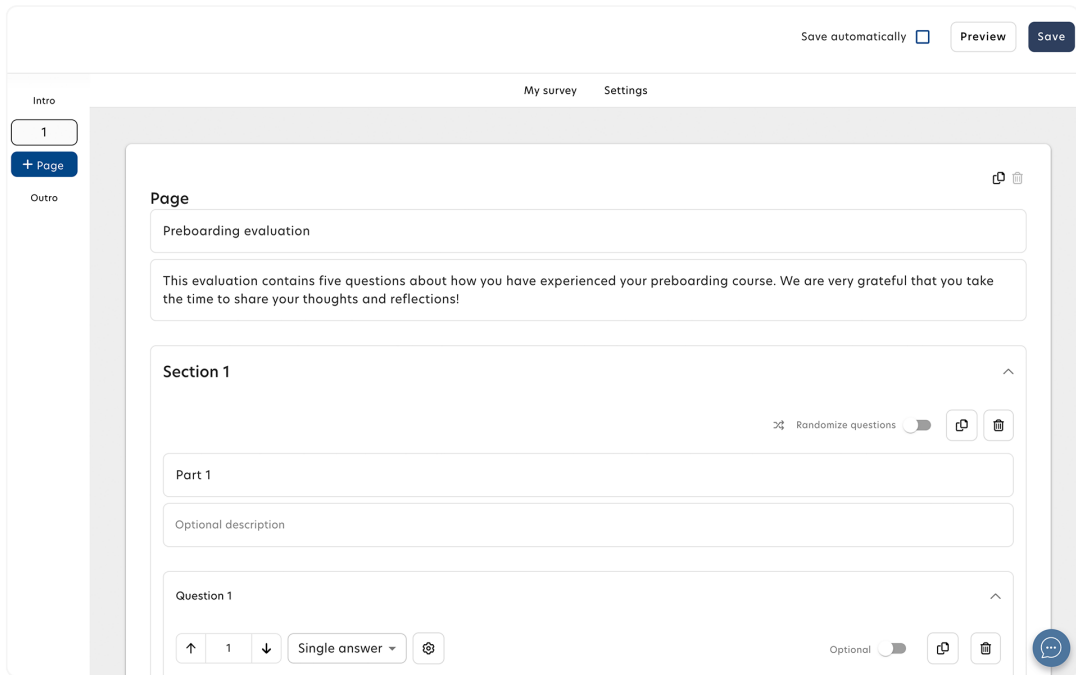 Save automatically
Preview
Save
My survey
Settings
Intro
1
+ Page
Outro
Page
Preboarding evaluation
This evaluation contains five questions about how you have experienced your preboarding course. We are very grateful that you take
the time to share your thoughts and reflections!
Section 1
Randomize questions
Part 1
Optional description
Question 1
1
Single answer
Optional